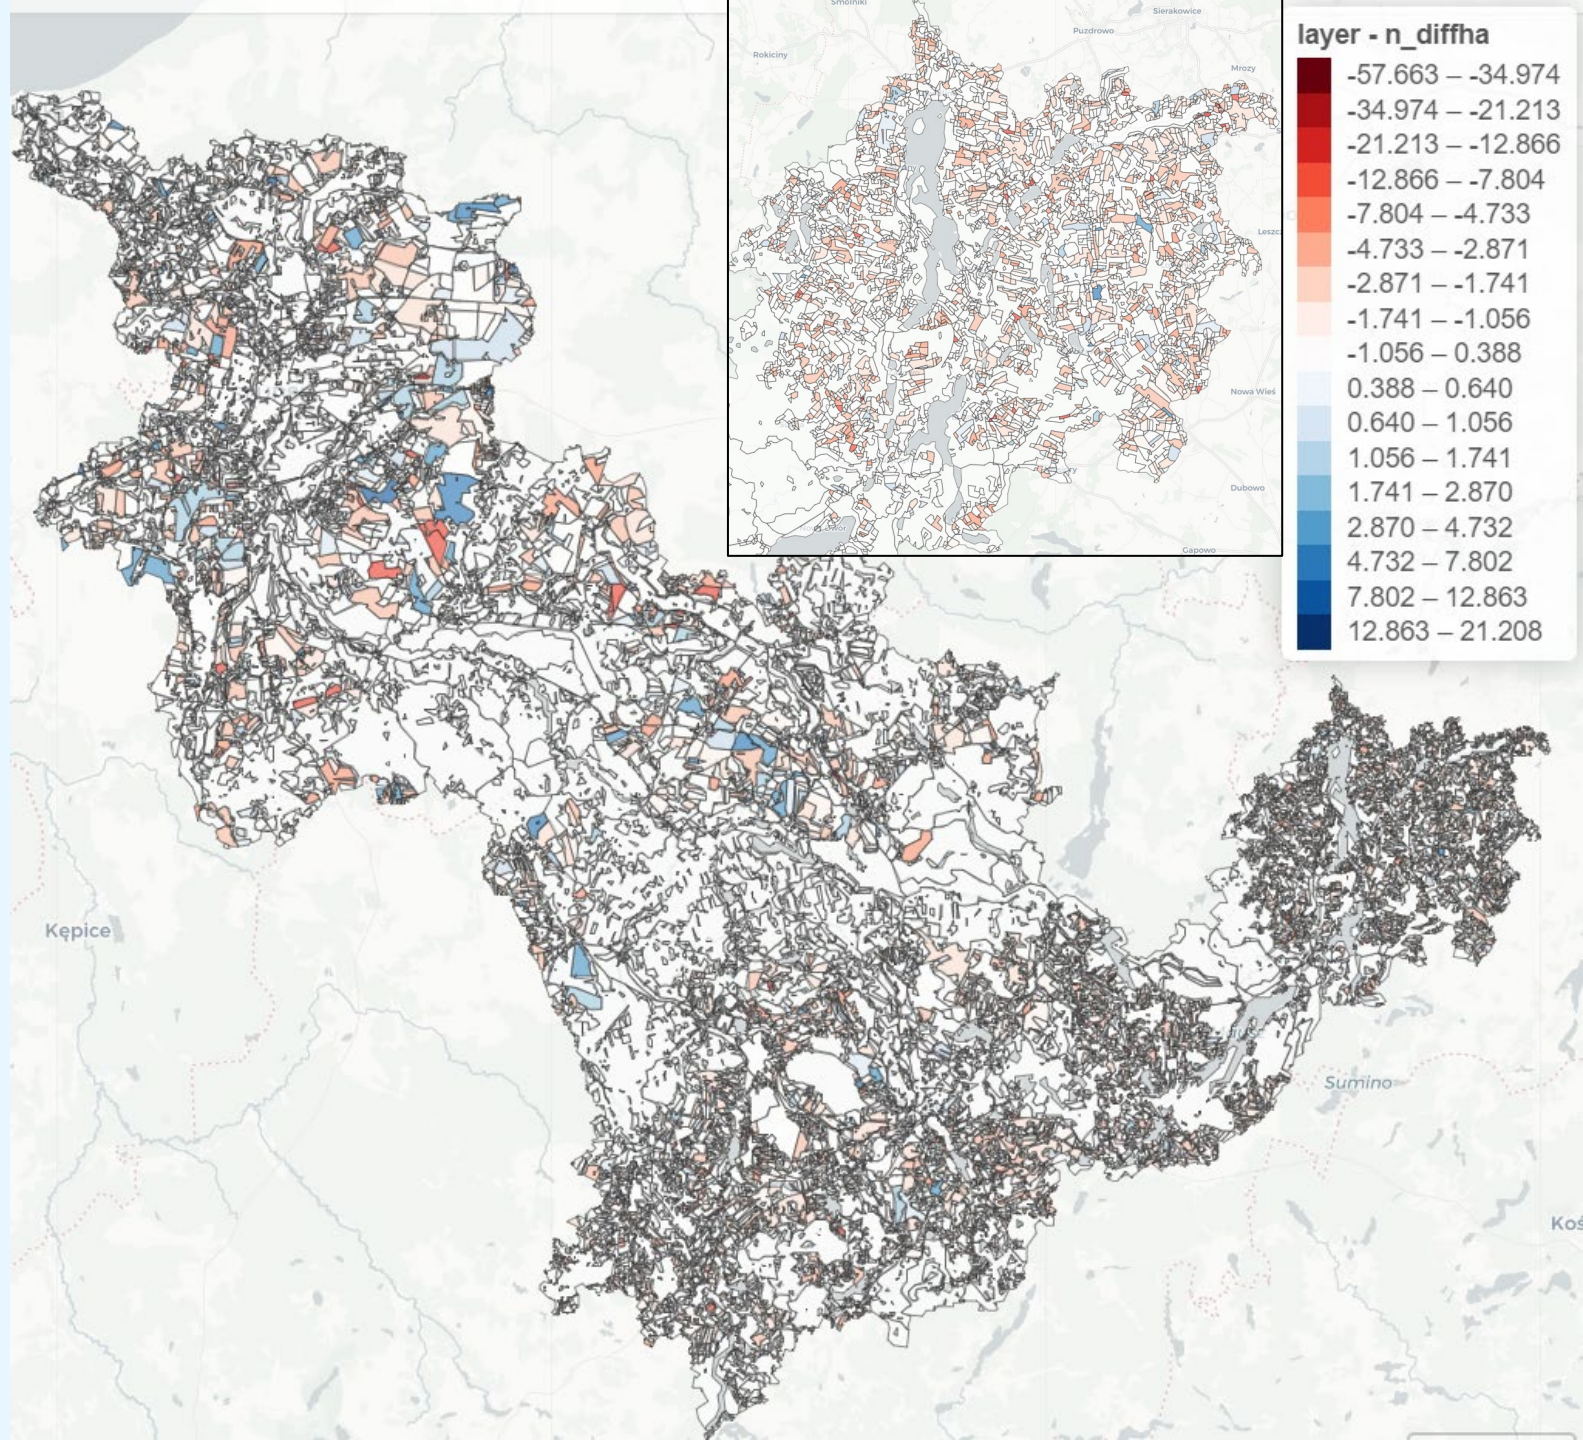 Smolniki
Sierakowice
Puzdrowo
Rokiciny
Mrozy
Nowa Wieś
Dubowo
Gapowo
layer - n_diffha
-57.663 – -34.974
-34.974 – -21.213
-21.213 – -12.866
-12.866 – -7.804
-7.804 – -4.733
-4.733 – -2.871
-2.871 – -1.741
-1.741 – -1.056
-1.056 – 0.388
0.388 – 0.640
0.640 – 1.056
1.056 – 1.741
1.741 – 2.870
2.870 – 4.732
4.732 – 7.802
7.802 – 12.863
12.863 – 21.208
Kępice
Sumino
Koś